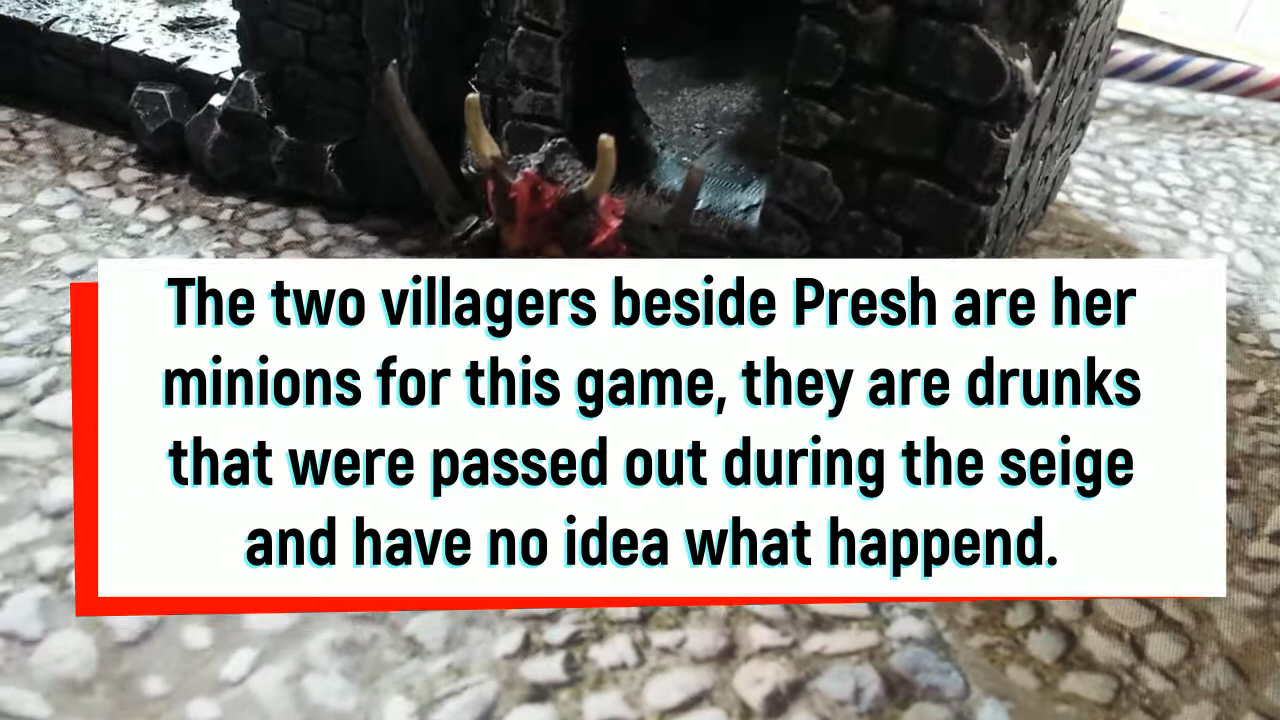 The two villagers beside Presh are her
minions for this game, they are drunks
that were passed out during the seige
and have no idea what happend.